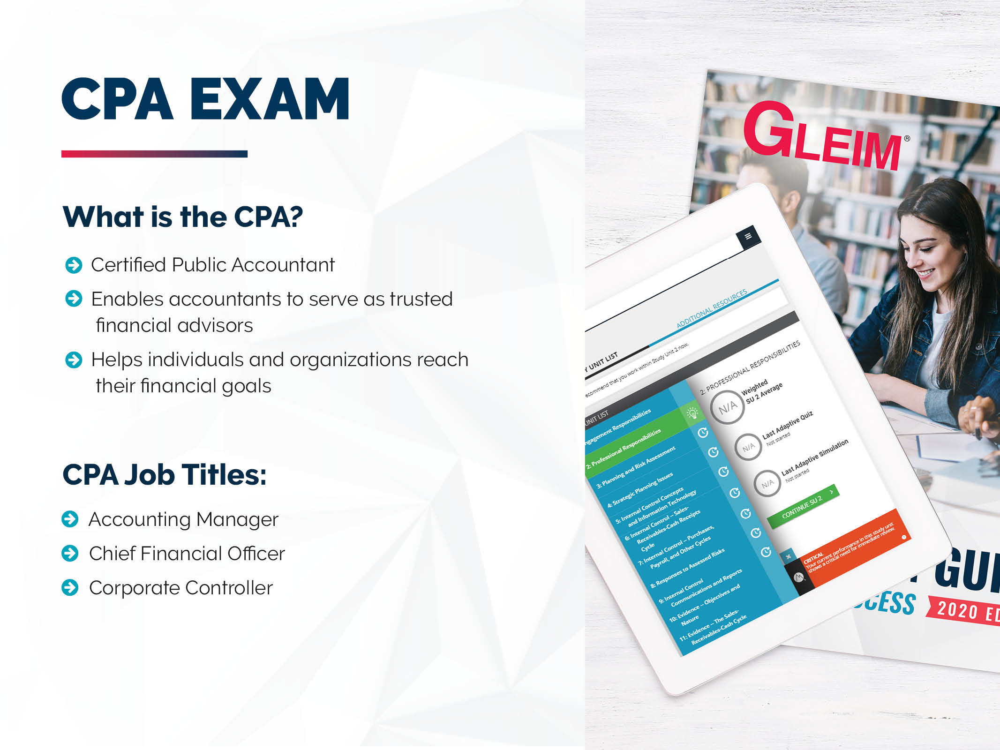 CPA EXAM
What is the CPA?
Certified Public Accountant
Enables accountants to serve as trusted
financial advisors
Helps individuals and organizations reach
their financial goals
CPA Job Titles:
Accounting Manager
Chief Financial Officer
Corporate Controller
GLEIM®
ADDITIONAL RESOURCES
UNIT LIST
that you work within Study Unit 2 now.
UNIT LIST
Responsibilities
2: Professional Responsibilities
3: Planning and Risk Assessment
4: Strategic Planning Issues
5: Internal Control Concepts
and Information Technology
6: Internal Control -- Sales-
Receivables-Cash Receipts
Cycle
7: Internal Control -- Purchases,
Payroll, and Other Cycles
8: Responses to Assessed Risks
9: Internal Control
Communications and Reports
10: Evidence -- Objectives and
Nature
11: Evidence -- The Sales-
Receivables-Cash Cycle
2: PROFESSIONAL RESPONSIBILITIES
N/A
Weighted
SU 2 Average
N/A
Last Adaptive Quiz
Not started
N/A
Last Adaptive Simulation
Not started
CONTINUE SU 2
CRITICAL
Your current performance in this study unit
shows a critical need for immediate review.
2020